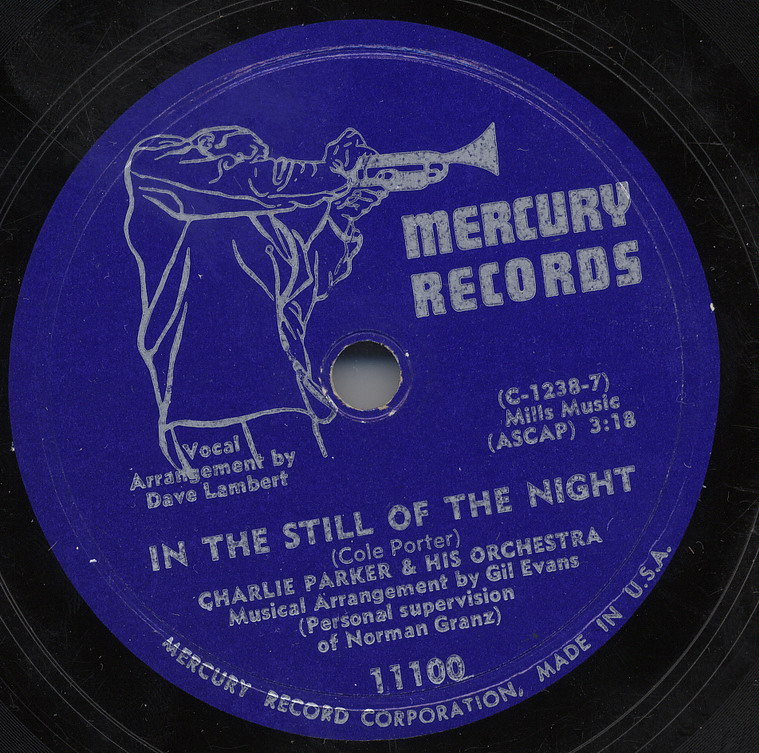 MERCURY
RECORDS
(C-1238-7)
Mills Music
(ASCAP) 3:18
Vocal
Arrangement by
Dave Lambert
IN THE STILL OF THE NIGHT
(Cole Porter)
CHARLIE PARKER & HIS ORCHESTRA
Musical Arrangement by Gil Evans
(Personal supervision
of Norman Granz)
11100
MERCURY RECORD CORPORATION, MADE IN U.S.A.